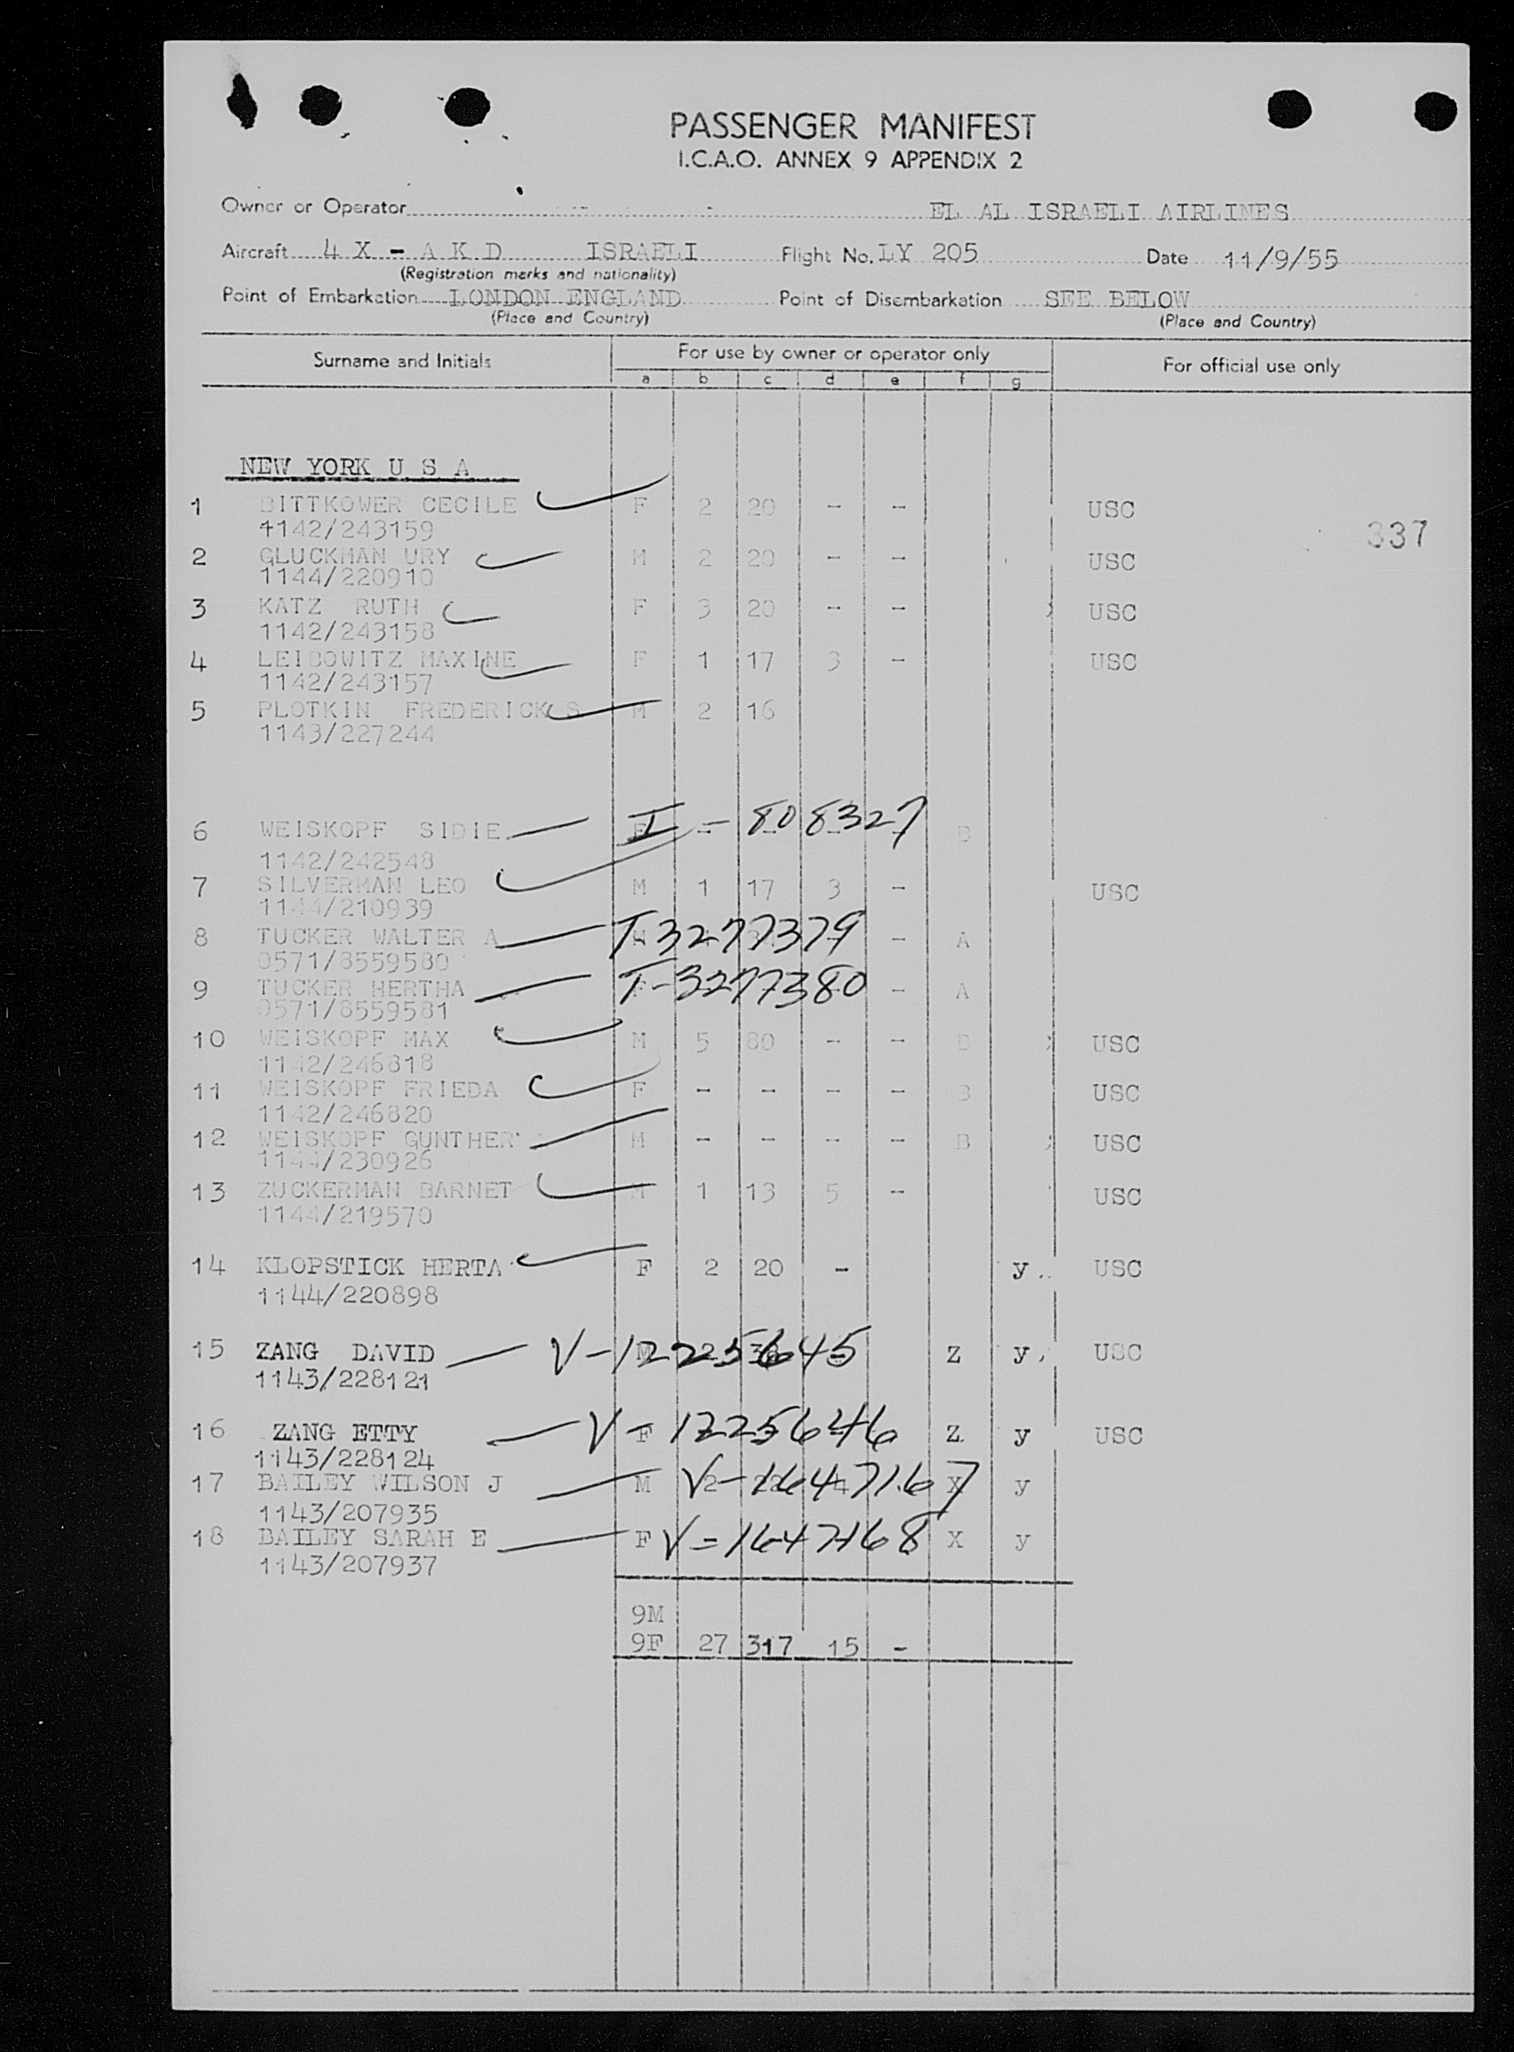 PASSENGER MANIFEST
I.C.A.O. ANNEX 9 APPENDIX 2
Owner or Operator EL AL ISRAELI AIRLINES
Aircraft 4 X - A K D ISRAELI Flight No. LY 205 Date 11/9/55
(Registration marks and nationality)
Point of Embarkation LONDON ENGLAND Point of Disembarkation SEE BELOW
(Place and Country) (Place and Country)
Surname and Initials For use by owner or operator only For official use only
a b c d e f g
NEW YORK U S A
1 BITTKOWER CECILE F 2 20 - - USC
1142/243159
337
2 GLUCKMAN URY M 2 20 - - USC
1144/220910
3 KATZ RUTH F 3 20 - - USC
1142/243158
4 LEIBOWITZ MAXINE F 1 17 3 - USC
1142/243157
5 PLOTKIN FREDERICK S M 2 16
1143/227244
6 WEISKOPF SIDIE I - 808327 B
1142/242548
7 SILVERMAN LEO M 1 17 3 - USC
1144/210939
8 TUCKER WALTER A T-3277379 - A
0571/8559580
9 TUCKER HERTHA T-3277380 - A
0571/8559581
10 WEISKOPF MAX M 5 80 - - B USC
1142/246818
11 WEISKOPF FRIEDA F - - - - B USC
1142/246820
12 WEISKOPF GUNTHER M - - - - B USC
1144/230926
13 ZUCKERMAN BARNET M 1 13 5 - USC
1144/219570
14 KLOPSTICK HERTA F 2 20 - y USC
1144/220898
15 ZANG DAVID V-12225645 Z y USC
1143/228121
16 ZANG ETTY F V-12225646 Z y USC
1143/228124
17 BAILEY WILSON J M V-1647167 X y
1143/207935
18 BAILEY SARAH E F V-1647168 X y
1143/207937
9M
9F 27 317 15 -